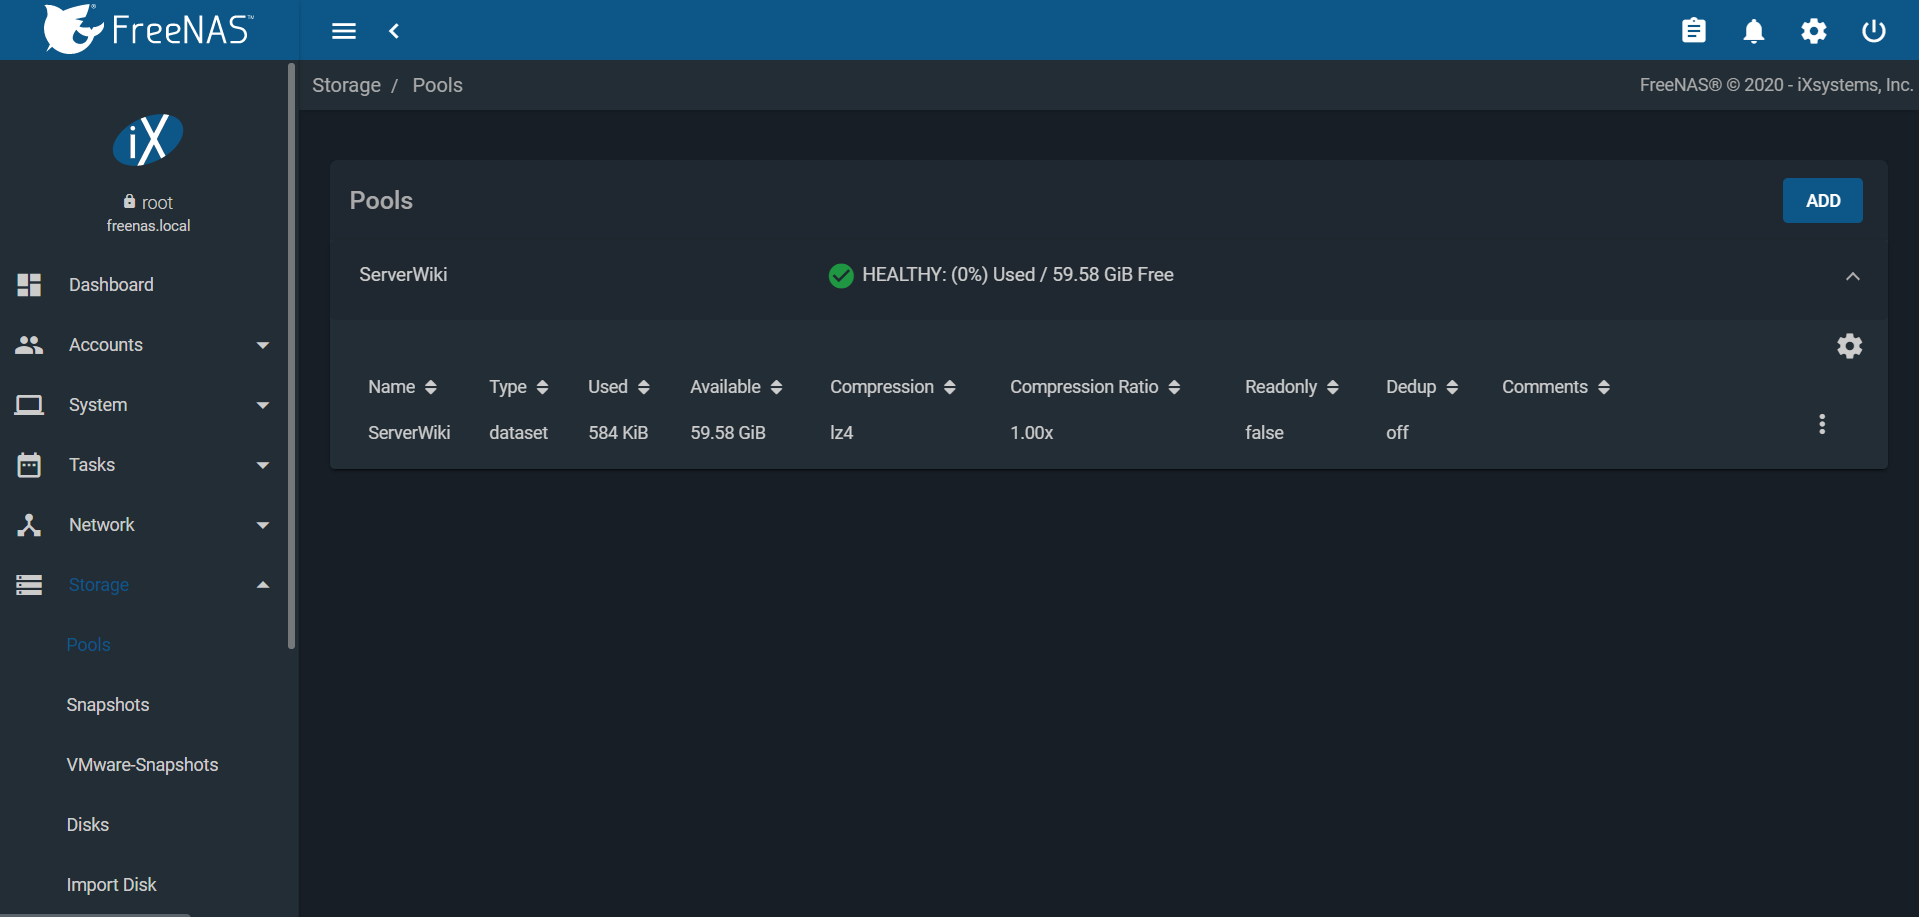 FreeNAS™
Storage / Pools
FreeNAS® © 2020 - iXsystems, Inc.
iX
root
freenas.local
Dashboard
Accounts
System
Tasks
Network
Storage
Pools
Snapshots
VMware-Snapshots
Disks
Import Disk
Pools
ADD
ServerWiki
HEALTHY: (0%) Used / 59.58 GiB Free
Name Type Used Available Compression Compression Ratio Readonly Dedup Comments
ServerWiki dataset 584 KiB 59.58 GiB lz4 1.00x false off